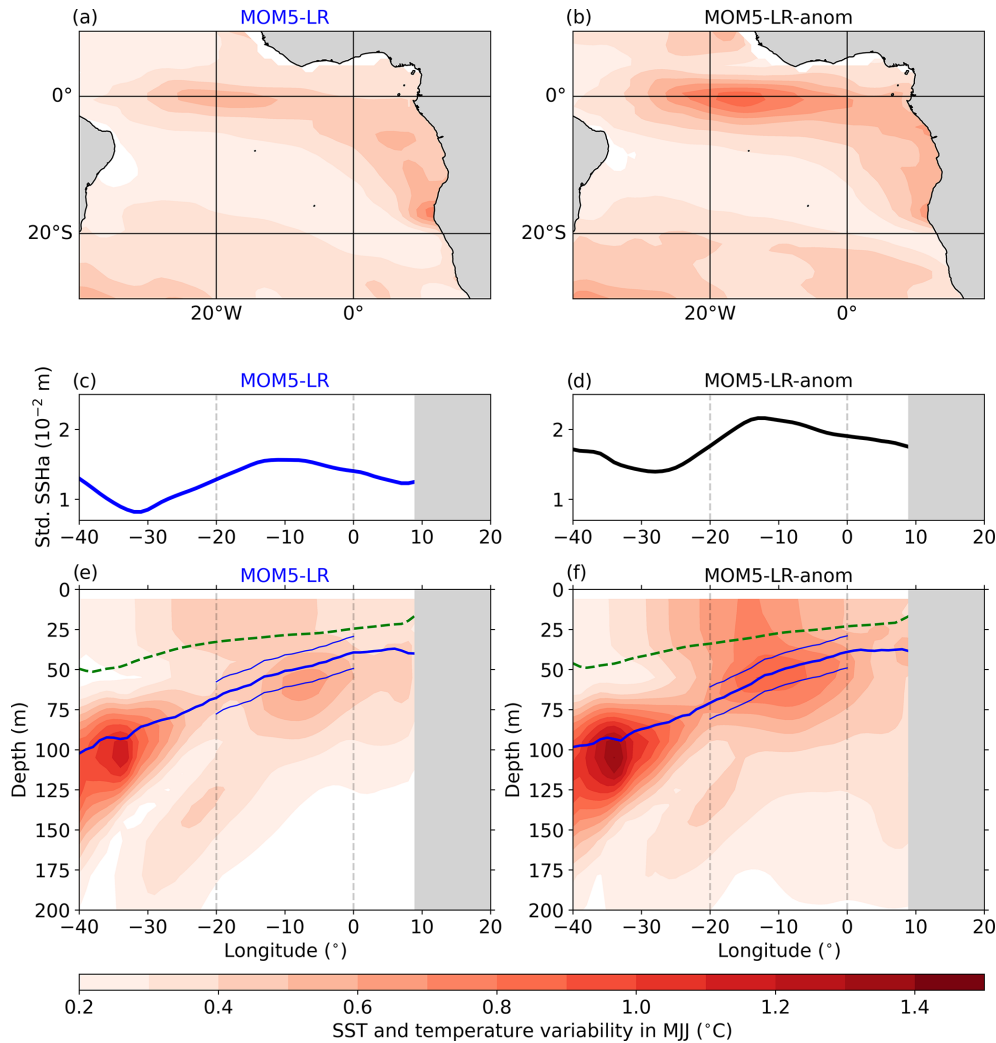 (a) MOM5-LR
(b) MOM5-LR-anom
0°
20°S
20°W 0°
0°
20°S
20°W 0°
(c) MOM5-LR
(d) MOM5-LR-anom
Std. SSHa (10⁻² m)
2
1
−40 −30 −20 −10 0 10 20
2
1
−40 −30 −20 −10 0 10 20
(e) MOM5-LR
(f) MOM5-LR-anom
Depth (m)
0
25
50
75
100
125
150
175
200
−40 −30 −20 −10 0 10 20
Longitude (°)
Depth (m)
0
25
50
75
100
125
150
175
200
−40 −30 −20 −10 0 10 20
Longitude (°)
0.2 0.4 0.6 0.8 1.0 1.2 1.4
SST and temperature variability in MJJ (°C)